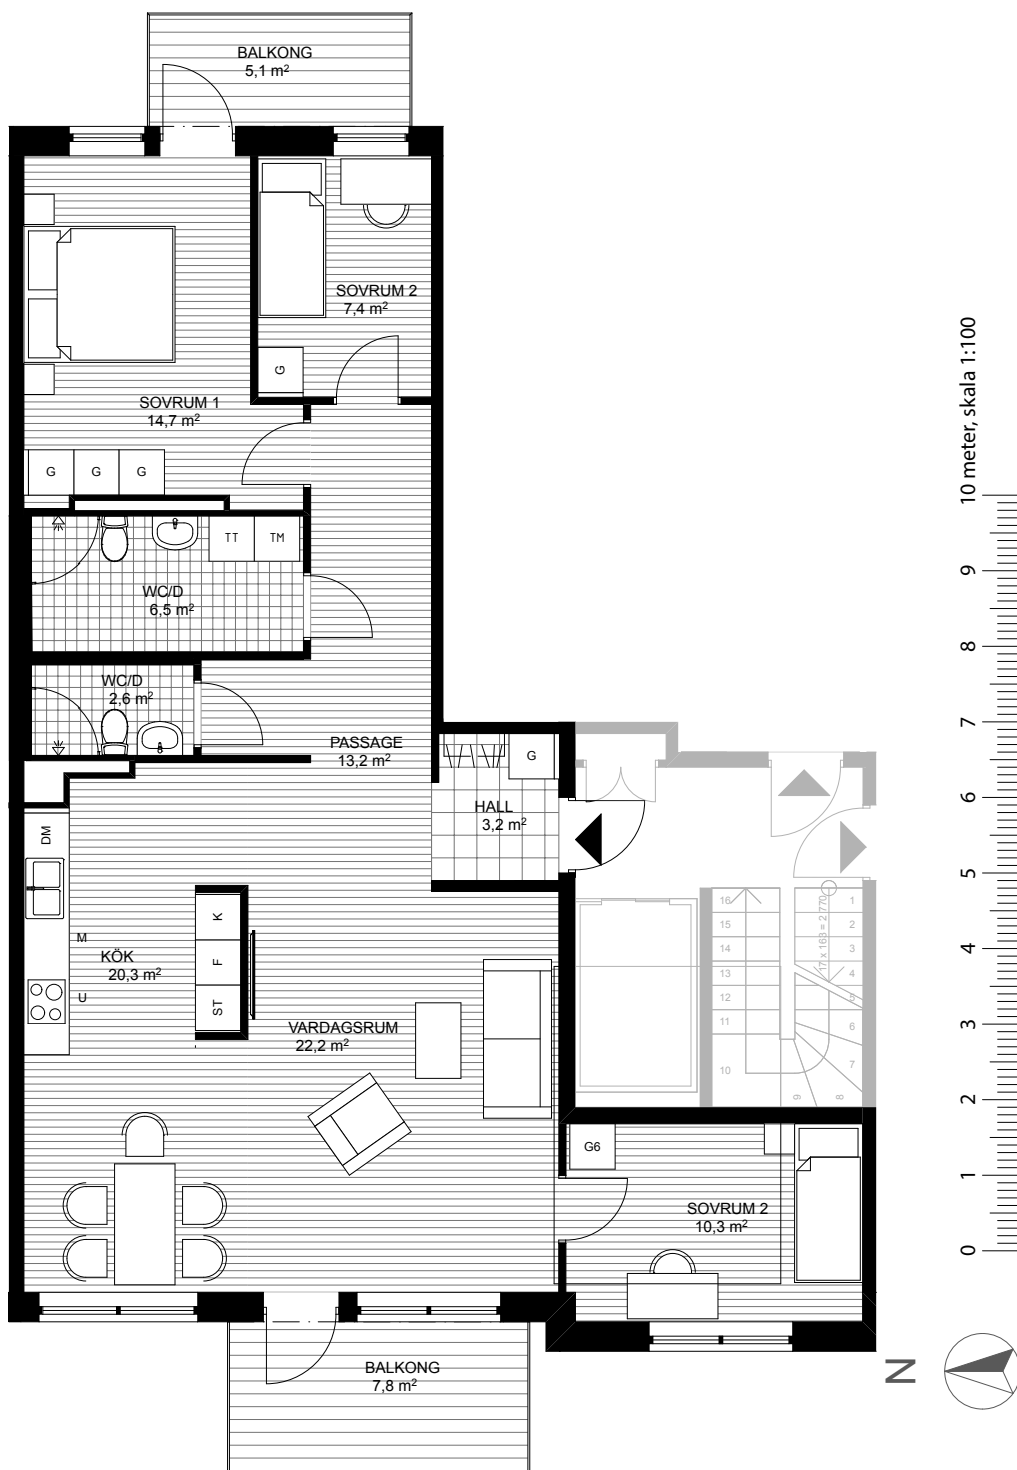 BALKONG
5,1 m²
SOVRUM 2
7,4 m²
G
SOVRUM 1
14,7 m²
G G G
TT TM
WC/D
6,5 m²
WC/D
2,6 m²
PASSAGE
13,2 m²
G
HALL
3,2 m²
DM
K
F
ST
M
KÖK
20,3 m²
U
VARDAGSRUM
22,2 m²
16
15
14
13
12
11
10
9
8
7
6
5
4
3
2
1
17 x 163 = 2 770
G6
SOVRUM 2
10,3 m²
BALKONG
7,8 m²
10 meter, skala 1:100
9
8
7
6
5
4
3
2
1
0
N